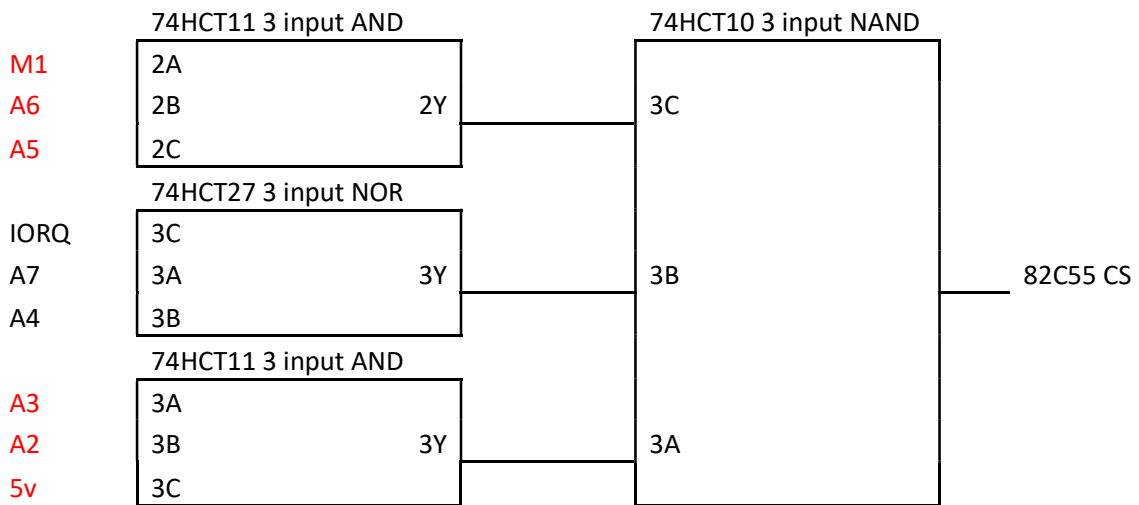 74HCT11 3 input AND 74HCT10 3 input NAND
M1 2A
A6 2B 2Y 3C
A5 2C
74HCT27 3 input NOR
IORQ 3C
A7 3A 3Y 3B 82C55 CS
A4 3B
74HCT11 3 input AND
A3 3A
A2 3B 3Y 3A
5v 3C